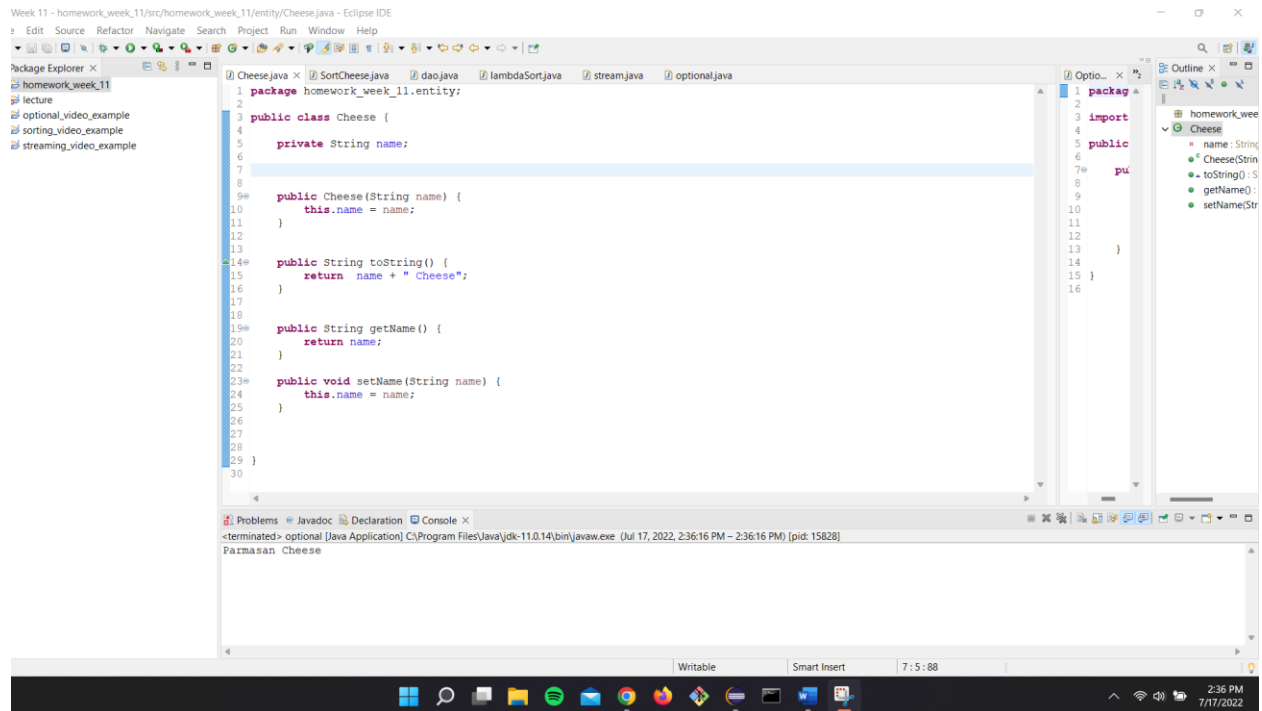 Week 11 - homework_week_11/src/homework_week_11/entity/Cheese.java - Eclipse IDE
Edit Source Refactor Navigate Search Project Run Window Help
Package Explorer
homework_week_11
lecture
optional_video_example
sorting_video_example
streaming_video_example
Cheese.java SortCheese.java dao.java lambdaSort.java stream.java optional.java
1 package homework_week_11.entity;
2
3 public class Cheese {
4
5 private String name;
6
7
8
9 public Cheese(String name) {
10 this.name = name;
11 }
12
13
14 public String toString() {
15 return name + " Cheese";
16 }
17
18
19 public String getName() {
20 return name;
21 }
22
23 public void setName(String name) {
24 this.name = name;
25 }
26
27
28
29 }
30
Optio... 2
1 packag
2
3 import
4
5 public
6
7 pu
8
9
10
11
12
13 }
14
15 }
16
Outline
homework_wee
Cheese
name : String
Cheese(Strin
toString() : S
getName() :
setName(Str
Problems Javadoc Declaration Console
<terminated> optional [Java Application] C:\Program Files\Java\jdk-11.0.14\bin\javaw.exe (Jul 17, 2022, 2:36:16 PM – 2:36:16 PM) [pid: 15828]
Parmasan Cheese
Writable Smart Insert 7 : 5 : 88
2:36 PM
7/17/2022